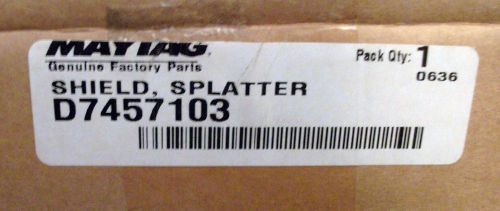 MAYTAG®
Genuine Factory Parts
Pack Qty: 1
0636
SHIELD, SPLATTER
D7457103